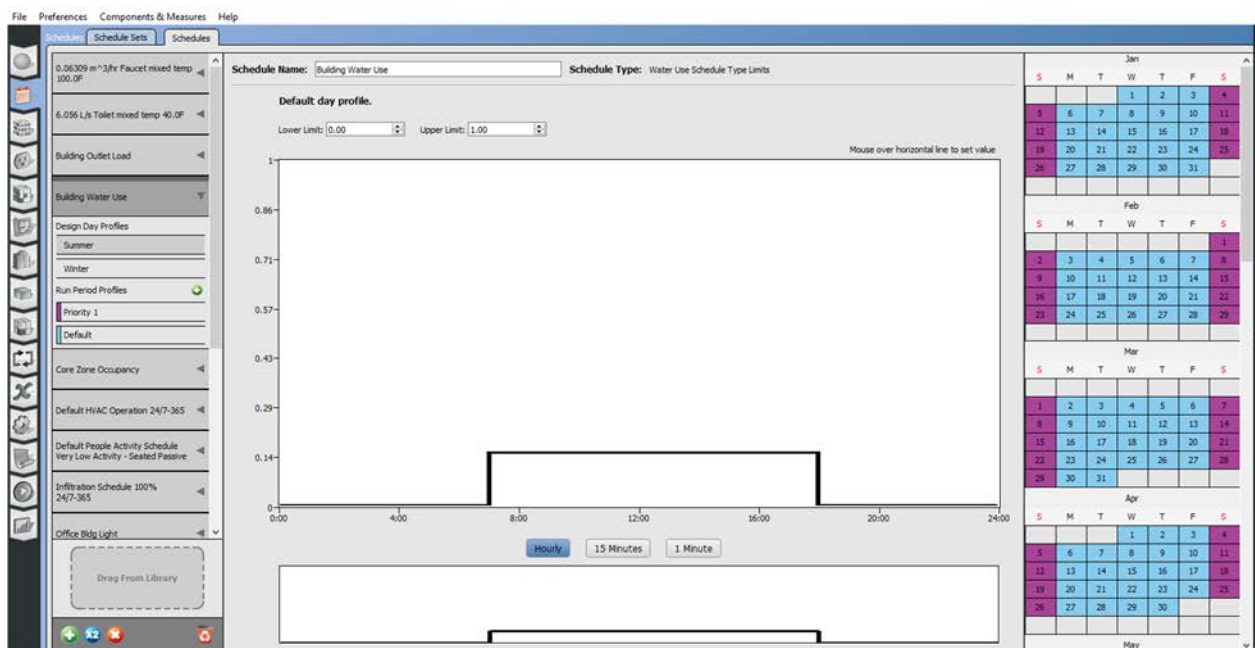 File Preferences Components & Measures Help
Schedules Schedule Sets Schedules
0.06309 m^3/hr Faucet mixed temp
100.0F
6.056 L/s Toilet mixed temp 40.0F
Building Outlet Load
Building Water Use
Design Day Profiles
Summer
Winter
Run Period Profiles
Priority 1
Default
Core Zone Occupancy
Default HVAC Operation 24/7-365
Default People Activity Schedule
Very Low Activity - Seated Passive
Infiltration Schedule 100%
24/7-365
Office Bldg Light
Drag From Library
X2
Schedule Name: Building Water Use Schedule Type: Water Use Schedule Type Limits
Default day profile.
Lower Limit: 0.00 Upper Limit: 1.00
Mouse over horizontal line to set value
1
0.86
0.71
0.57
0.43
0.29
0.14
0
0:00 4:00 8:00 12:00 16:00 20:00 24:00
Hourly 15 Minutes 1 Minute
Jan
S M T W T F S
1 2 3 4
5 6 7 8 9 10 11
12 13 14 15 16 17 18
19 20 21 22 23 24 25
26 27 28 29 30 31
Feb
S M T W T F S
1
2 3 4 5 6 7 8
9 10 11 12 13 14 15
16 17 18 19 20 21 22
23 24 25 26 27 28 29
Mar
S M T W T F S
1 2 3 4 5 6 7
8 9 10 11 12 13 14
15 16 17 18 19 20 21
22 23 24 25 26 27 28
29 30 31
Apr
S M T W T F S
1 2 3 4
5 6 7 8 9 10 11
12 13 14 15 16 17 18
19 20 21 22 23 24 25
26 27 28 29 30
May